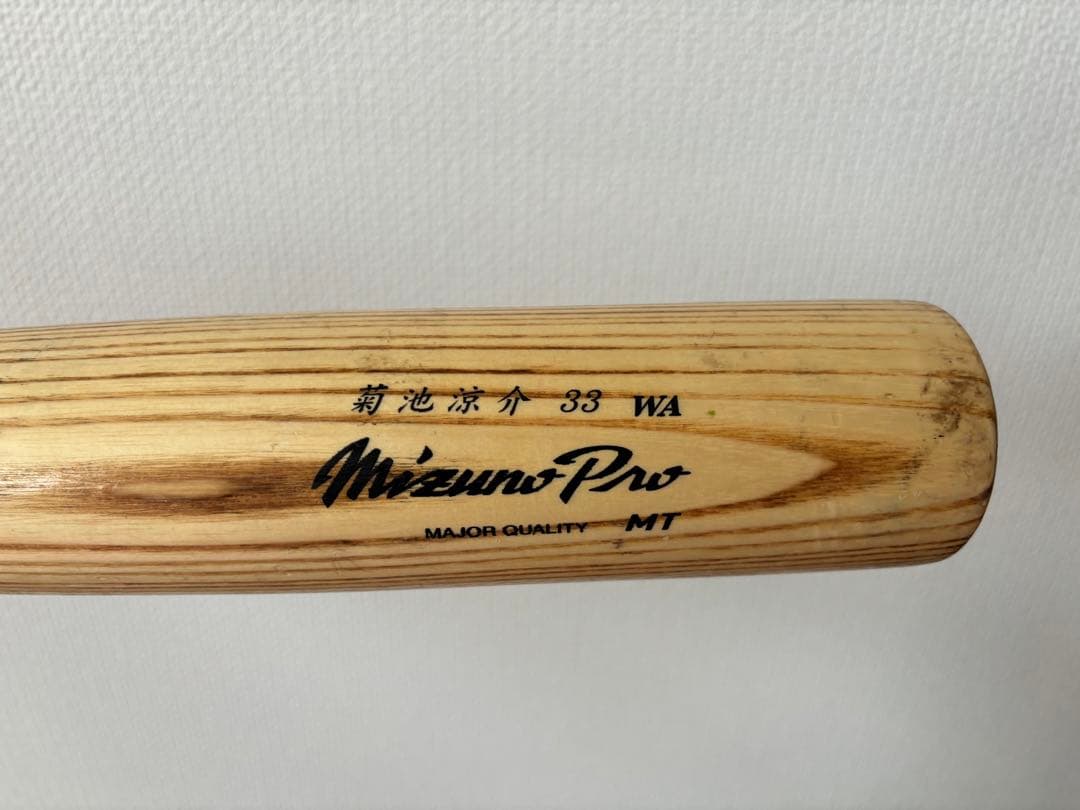 菊池涼介 33 WA
Mizuno Pro
MAJOR QUALITY MT